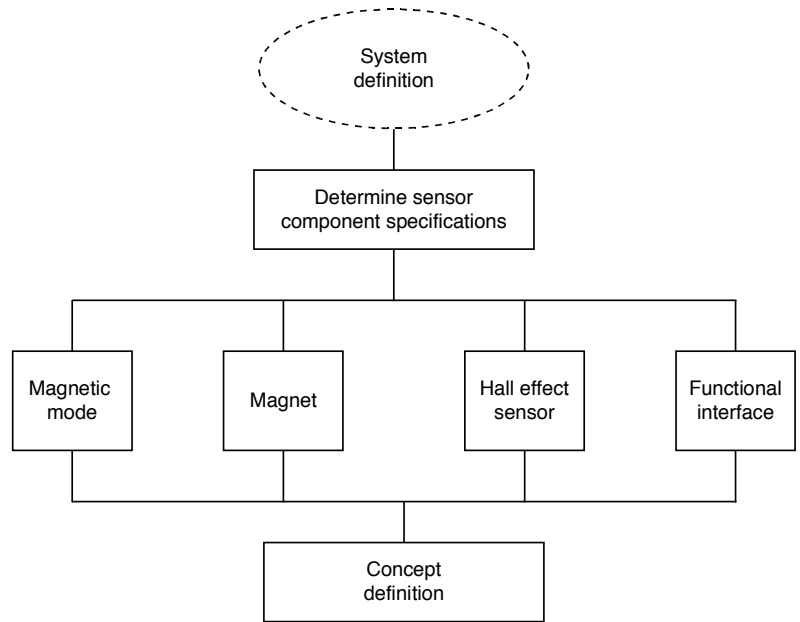 System
definition
Determine sensor
component specifications
Magnetic
mode
Magnet
Hall effect
sensor
Functional
interface
Concept
definition